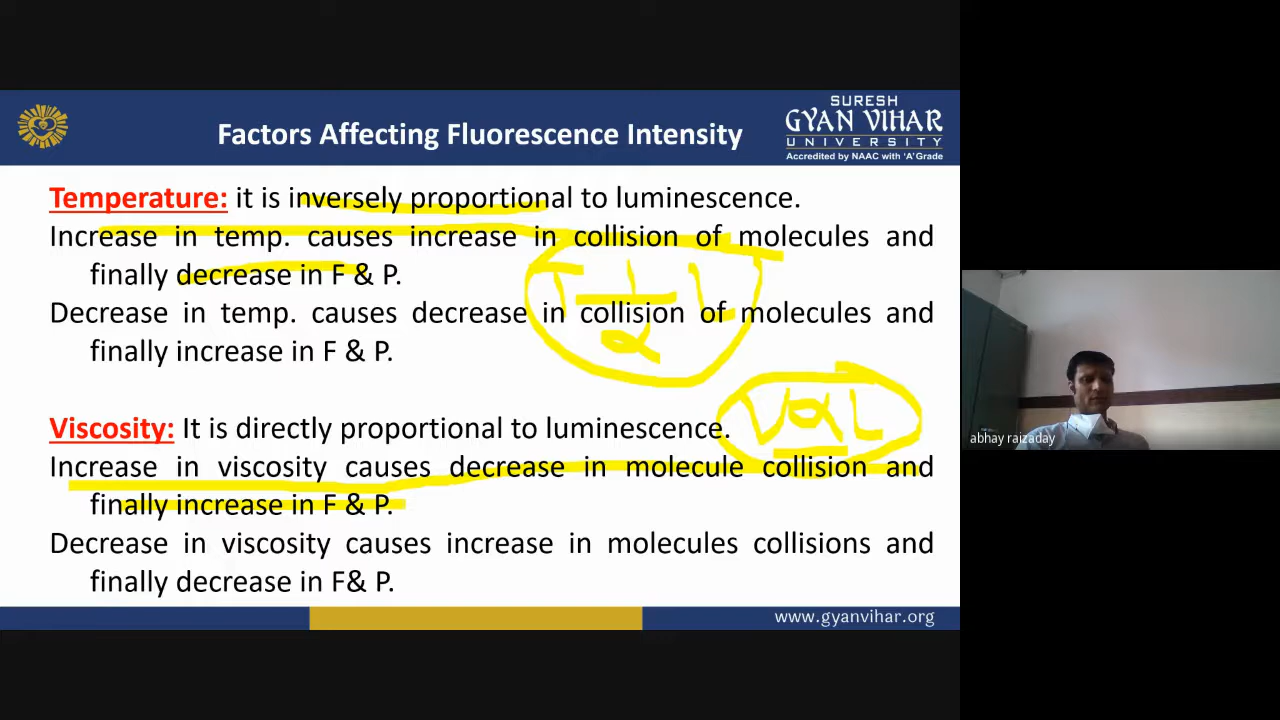 Factors Affecting Fluorescence Intensity
SURESH
GYAN VIHAR
UNIVERSITY
Accredited by NAAC with 'A' Grade
Temperature: it is inversely proportional to luminescence.
Increase in temp. causes increase in collision of molecules and
finally decrease in F & P.
T 1 L
α
Decrease in temp. causes decrease in collision of molecules and
finally increase in F & P.
V α L
Viscosity: It is directly proportional to luminescence.
Increase in viscosity causes decrease in molecule collision and
finally increase in F & P.
Decrease in viscosity causes increase in molecules collisions and
finally decrease in F& P.
www.gyanvihar.org
abhay raizaday